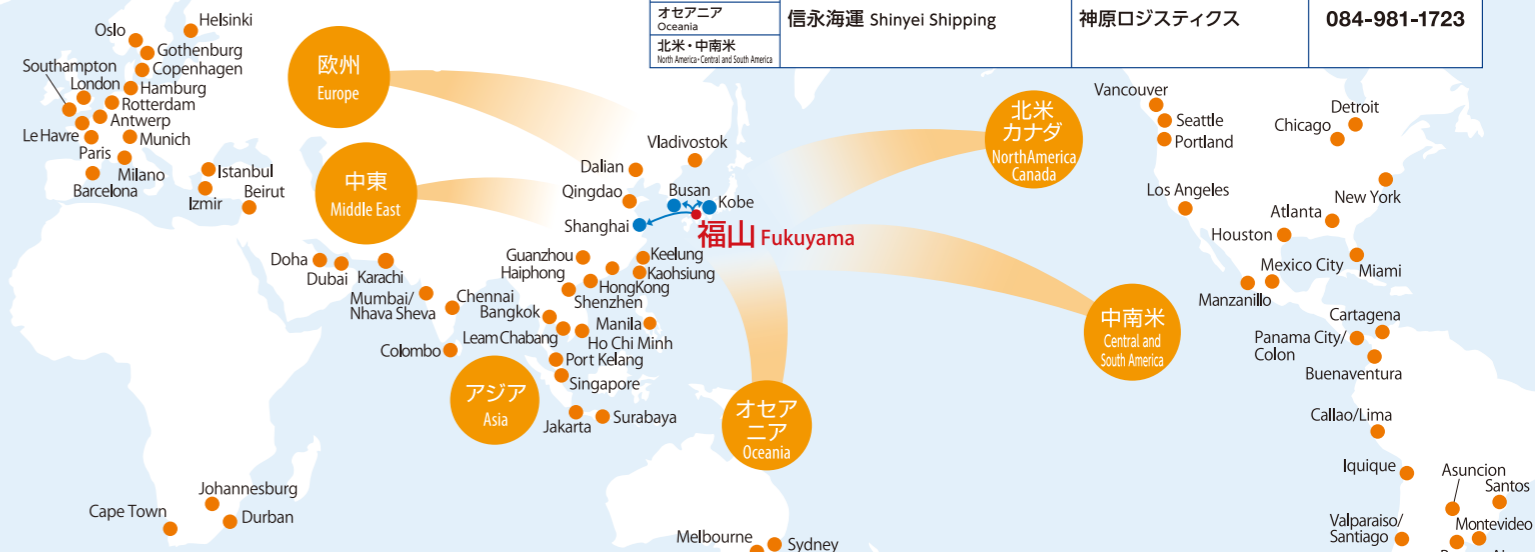 オセアニア
Oceania
信永海運 Shinyei Shipping
神原ロジスティクス
084-981-1723
北米・中南米
North America・Central and South America
Helsinki
Oslo
Gothenburg
Southampton
Copenhagen
London
Hamburg
Rotterdam
Antwerp
Le Havre
Munich
Paris
Milano
Barcelona
Istanbul
Izmir
Beirut
欧州
Europe
中東
Middle East
Doha
Dubai
Karachi
Mumbai/
Nhava Sheva
Chennai
Colombo
Vladivostok
Dalian
Qingdao
Busan
Kobe
Shanghai
福山 Fukuyama
Guanzhou
Haiphong
Keelung
Kaohsiung
HongKong
Shenzhen
Bangkok
Leam Chabang
Manila
Ho Chi Minh
Port Kelang
Singapore
Jakarta
Surabaya
アジア
Asia
オセア
ニア
Oceania
北米
カナダ
NorthAmerica
Canada
中南米
Central and
South America
Vancouver
Seattle
Portland
Detroit
Chicago
Los Angeles
New York
Atlanta
Houston
Mexico City
Miami
Manzanillo
Cartagena
Panama City/
Colon
Buenaventura
Callao/Lima
Iquique
Asuncion
Santos
Valparaiso/
Santiago
Montevideo
Johannesburg
Cape Town
Durban
Melbourne
Sydney